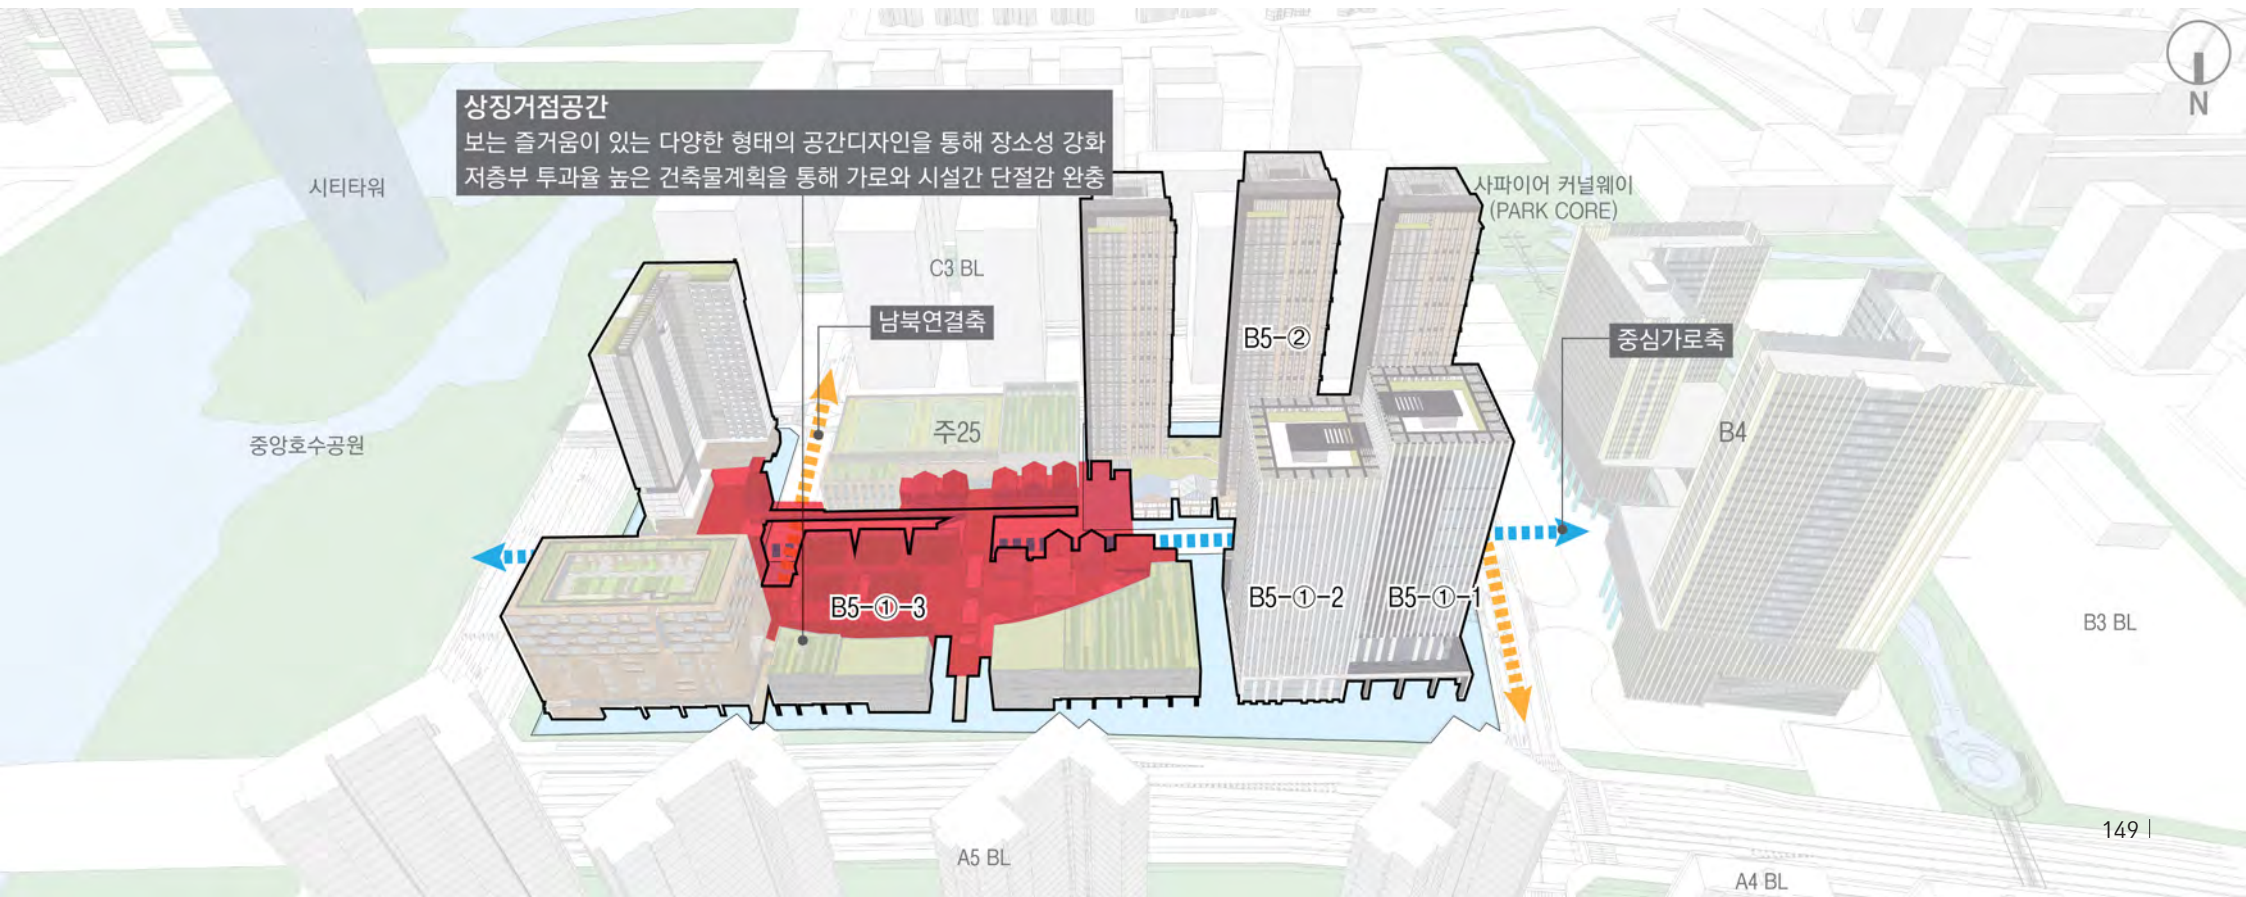 상징거점공간
보는 즐거움이 있는 다양한 형태의 공간디자인을 통해 장소성 강화
저층부 투과율 높은 건축물계획을 통해 가로와 시설간 단절감 완충
N
시티타워
사파이어 커널웨이
(PARK CORE)
C3 BL
남북연결축
B5-②
중심가로축
주25
B4
중앙호수공원
B5-①-3
B5-①-2
B5-①-1
B3 BL
149
A5 BL
A4 BL